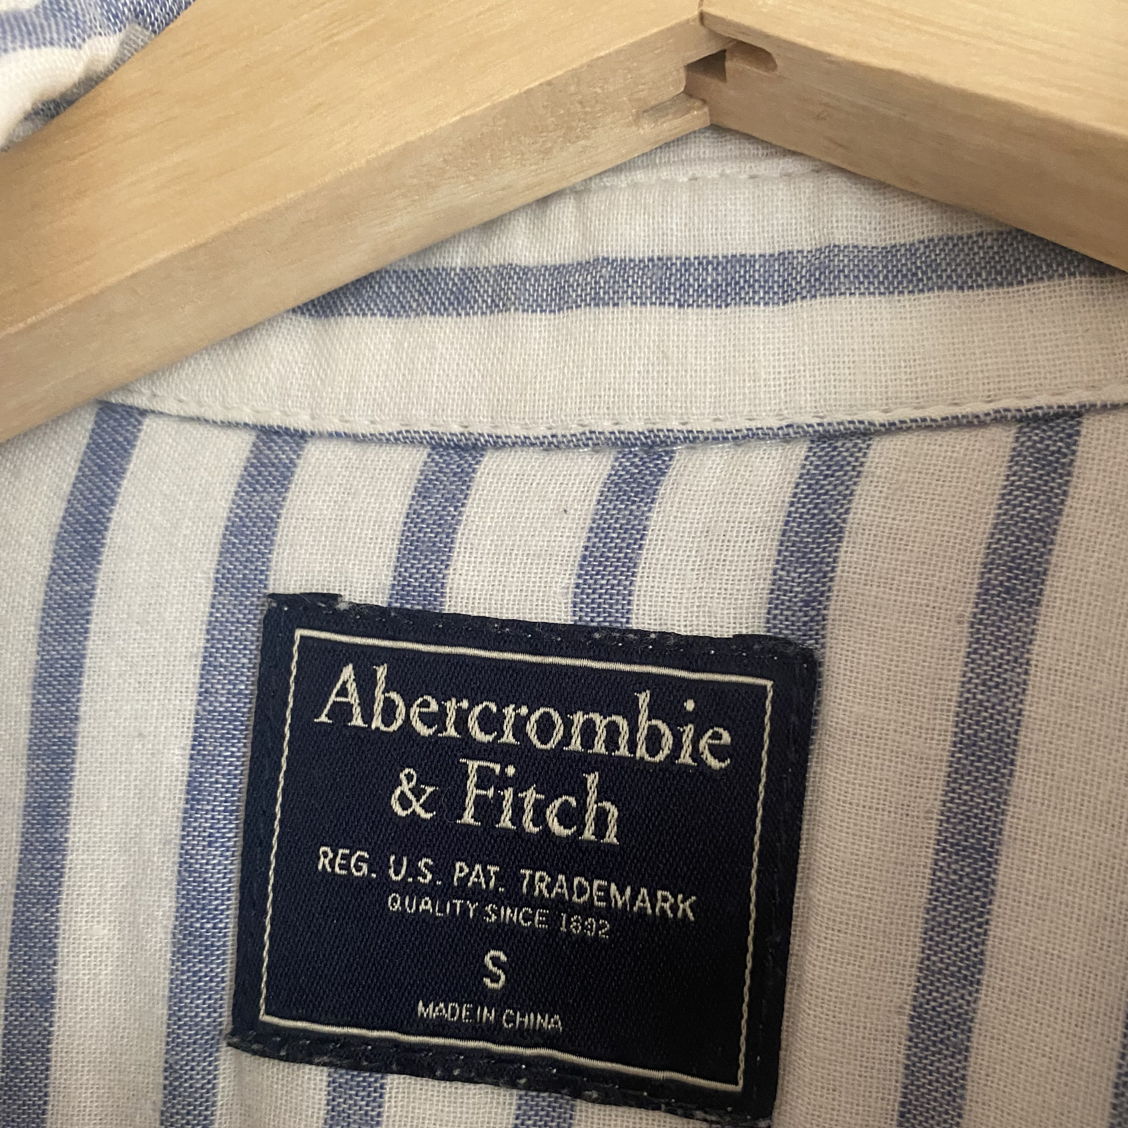 Abercrombie
& Fitch
REG. U.S. PAT. TRADEMARK
QUALITY SINCE 1892
S
MADE IN CHINA